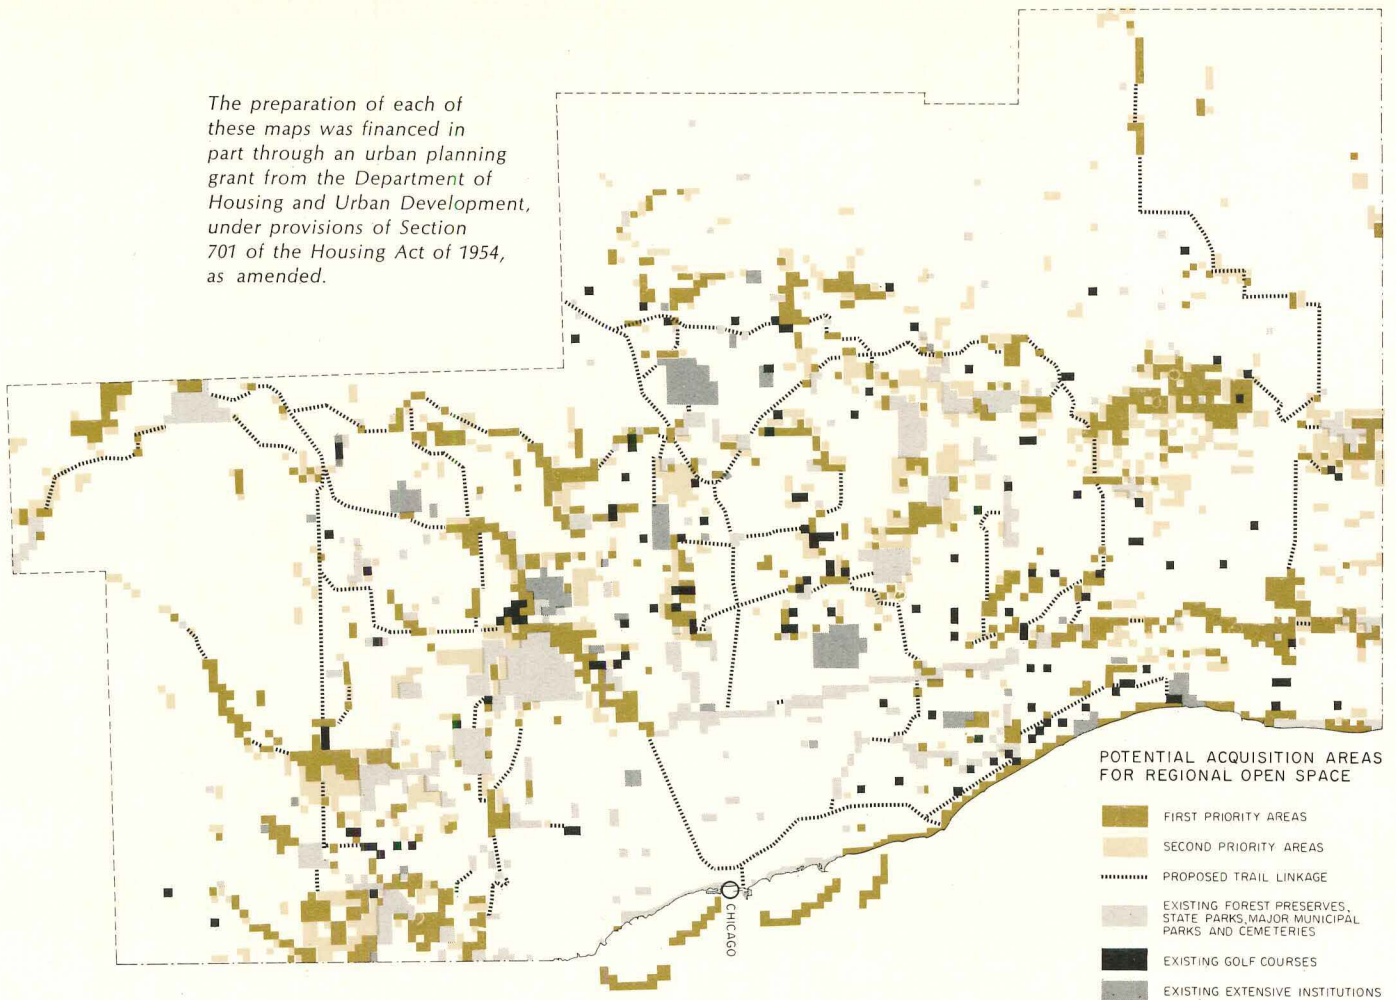 The preparation of each of
these maps was financed in
part through an urban planning
grant from the Department of
Housing and Urban Development,
under provisions of Section
701 of the Housing Act of 1954,
as amended.
CHICAGO
POTENTIAL ACQUISITION AREAS
FOR REGIONAL OPEN SPACE
FIRST PRIORITY AREAS
SECOND PRIORITY AREAS
PROPOSED TRAIL LINKAGE
EXISTING FOREST PRESERVES,
STATE PARKS, MAJOR MUNICIPAL
PARKS AND CEMETERIES
EXISTING GOLF COURSES
EXISTING EXTENSIVE INSTITUTIONS